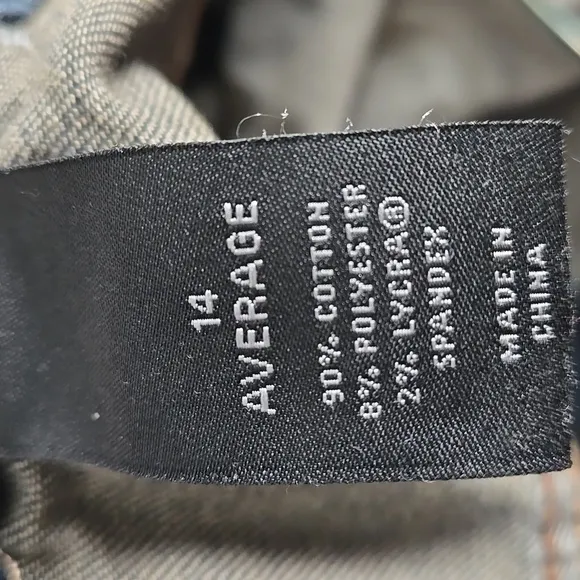 14
AVERAGE
90% COTTON
8% POLYESTER
2% LYCRA®
SPANDEX
MADE IN
CHINA